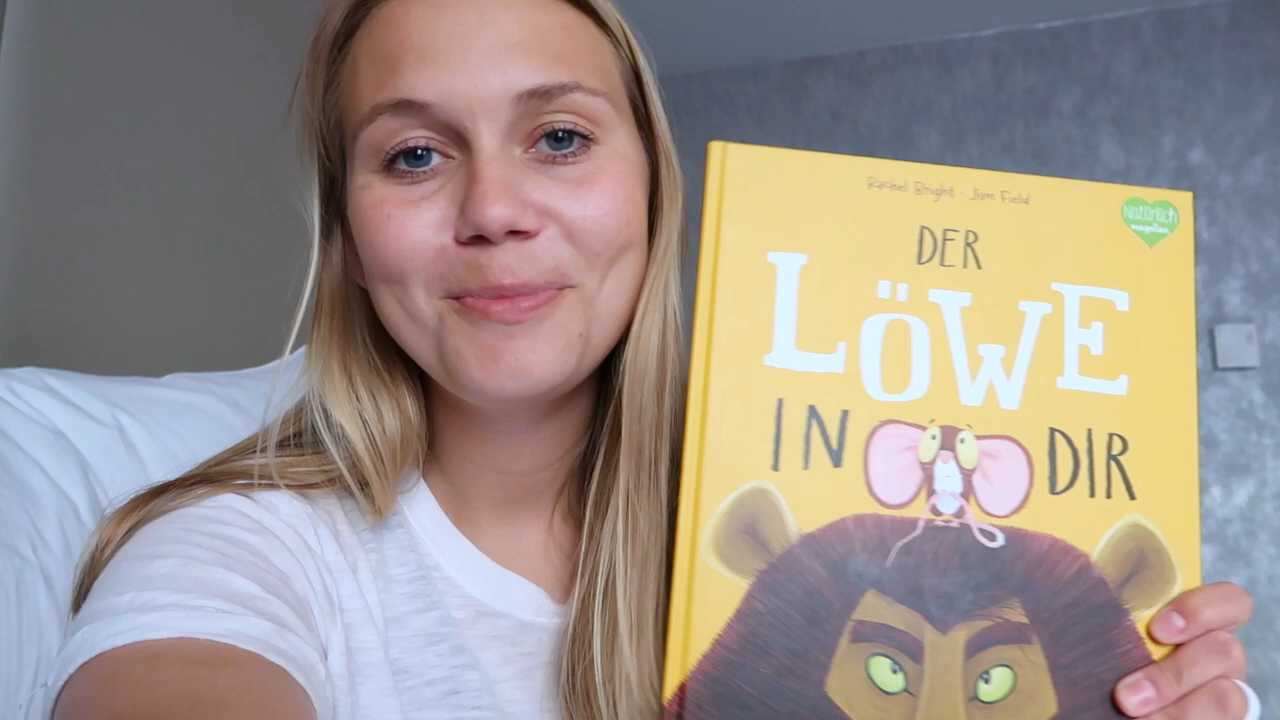 Rachel Bright · Jim Field
Natürlich
magellan
DER
LÖWE
IN DIR